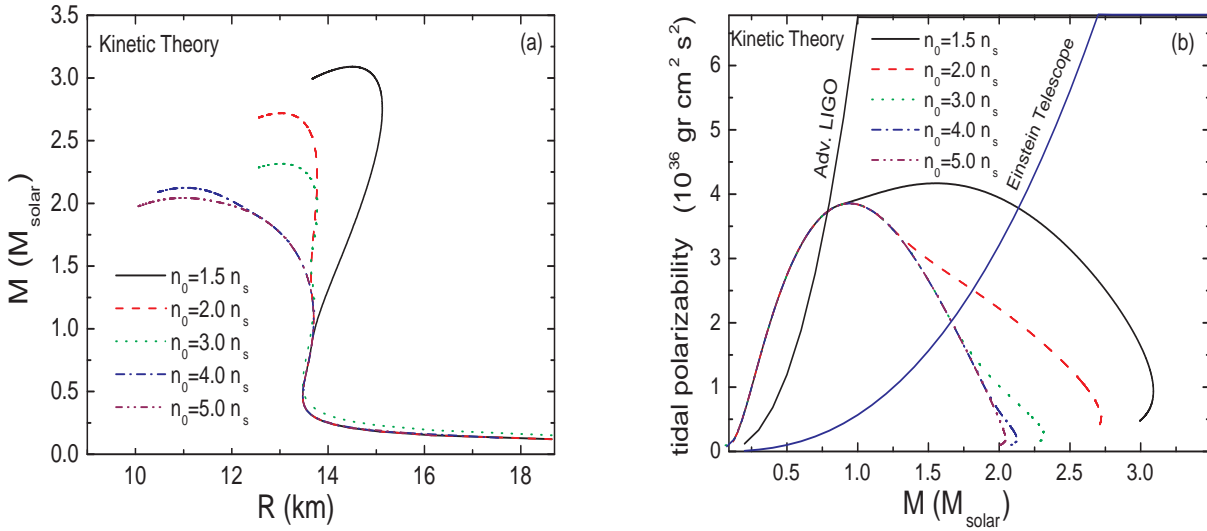 Kinetic Theory
(a)
3.5
3.0
2.5
2.0
1.5
1.0
0.5
0.0
M (M_solar)
n_0=1.5 n_s
n_0=2.0 n_s
n_0=3.0 n_s
n_0=4.0 n_s
n_0=5.0 n_s
10 12 14 16 18
R (km)
Kinetic Theory
(b)
6
5
4
3
2
1
0
tidal polarizability (10^36 gr cm^2 s^2)
n_0=1.5 n_s
n_0=2.0 n_s
n_0=3.0 n_s
n_0=4.0 n_s
n_0=5.0 n_s
Adv. LIGO
Einstein Telescope
0.5 1.0 1.5 2.0 2.5 3.0
M (M_solar)